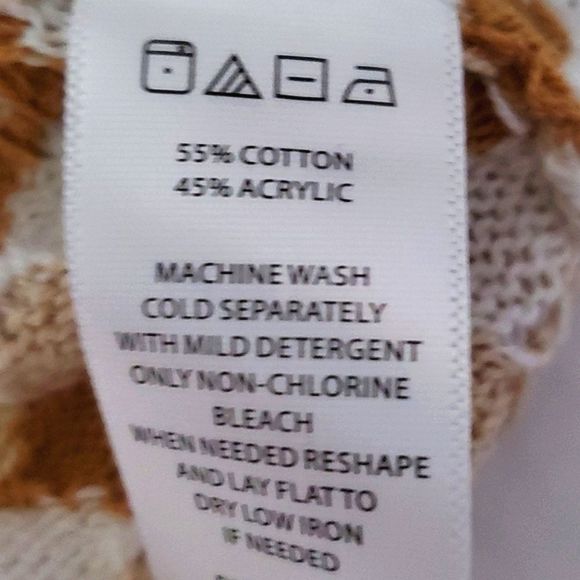 55% COTTON
45% ACRYLIC
MACHINE WASH
COLD SEPARATELY
WITH MILD DETERGENT
ONLY NON-CHLORINE
BLEACH
WHEN NEEDED RESHAPE
AND LAY FLAT TO
DRY LOW IRON
IF NEEDED